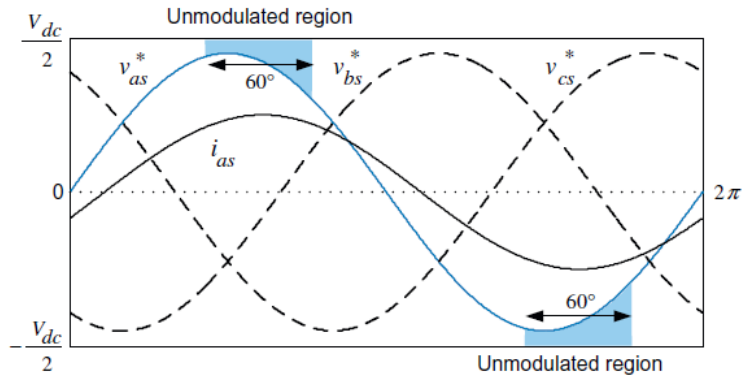 Unmodulated region
V_dc/2
v_as^*
60°
v_bs^*
v_cs^*
i_as
0
2π
60°
-V_dc/2
Unmodulated region